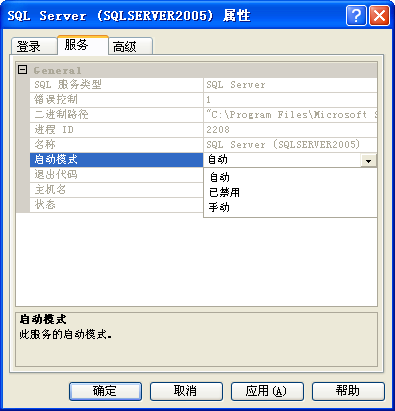 SQL Server (SQLSERVER2005) 属性
登录 服务 高级
General
SQL 服务类型 SQL Server
错误控制 1
二进制路径 "C:\Program Files\Microsoft S
进程 ID 2208
名称 SQL Server (SQLSERVER2005)
启动模式 自动
退出代码
主机名
状态
自动
已禁用
手动
启动模式
此服务的启动模式。
确定 取消 应用(A) 帮助